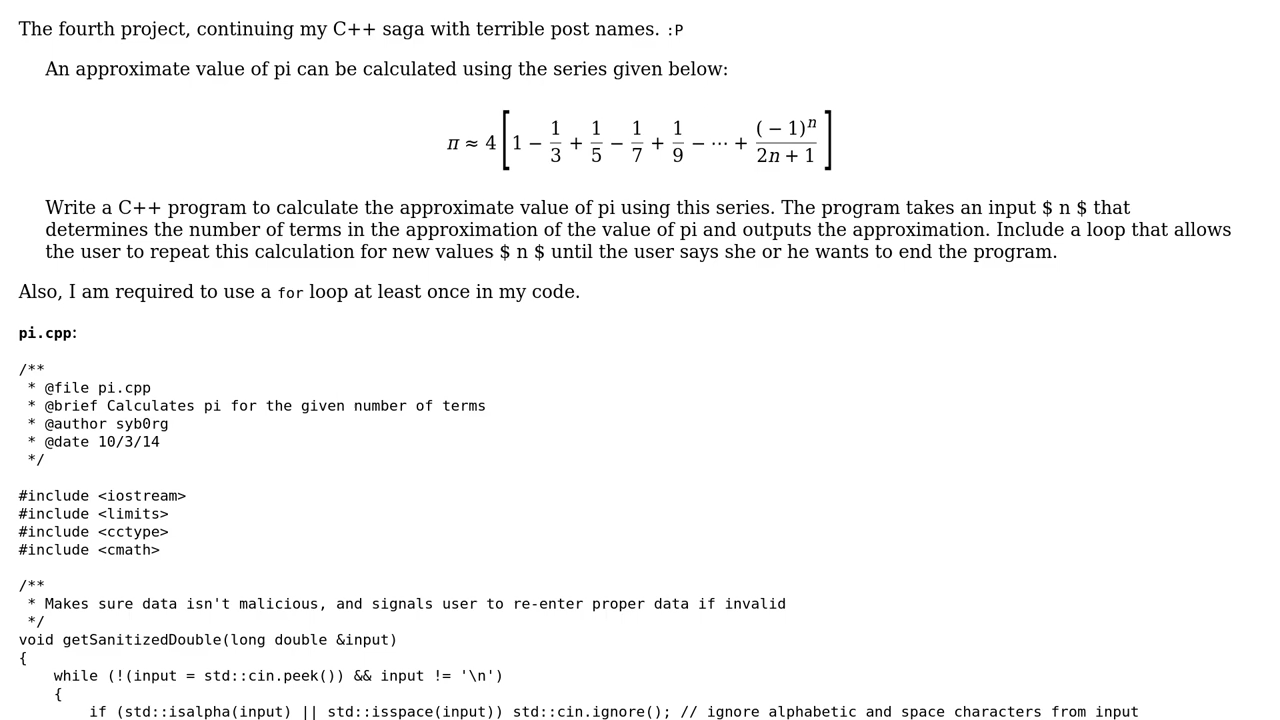 The fourth project, continuing my C++ saga with terrible post names. :P
An approximate value of pi can be calculated using the series given below:
π ≈ 4 [ 1 − 1/3 + 1/5 − 1/7 + 1/9 − ⋯ + ( − 1)^n / 2n + 1 ]
Write a C++ program to calculate the approximate value of pi using this series. The program takes an input $ n $ that
determines the number of terms in the approximation of the value of pi and outputs the approximation. Include a loop that allows
the user to repeat this calculation for new values $ n $ until the user says she or he wants to end the program.
Also, I am required to use a for loop at least once in my code.
pi.cpp:
/**
 * @file pi.cpp
 * @brief Calculates pi for the given number of terms
 * @author syb0rg
 * @date 10/3/14
 */
#include <iostream>
#include <limits>
#include <cctype>
#include <cmath>
/**
 * Makes sure data isn't malicious, and signals user to re-enter proper data if invalid
 */
void getSanitizedDouble(long double &input)
{
    while (!(input = std::cin.peek()) && input != '\n')
    {
        if (std::isalpha(input) || std::isspace(input)) std::cin.ignore(); // ignore alphabetic and space characters from input